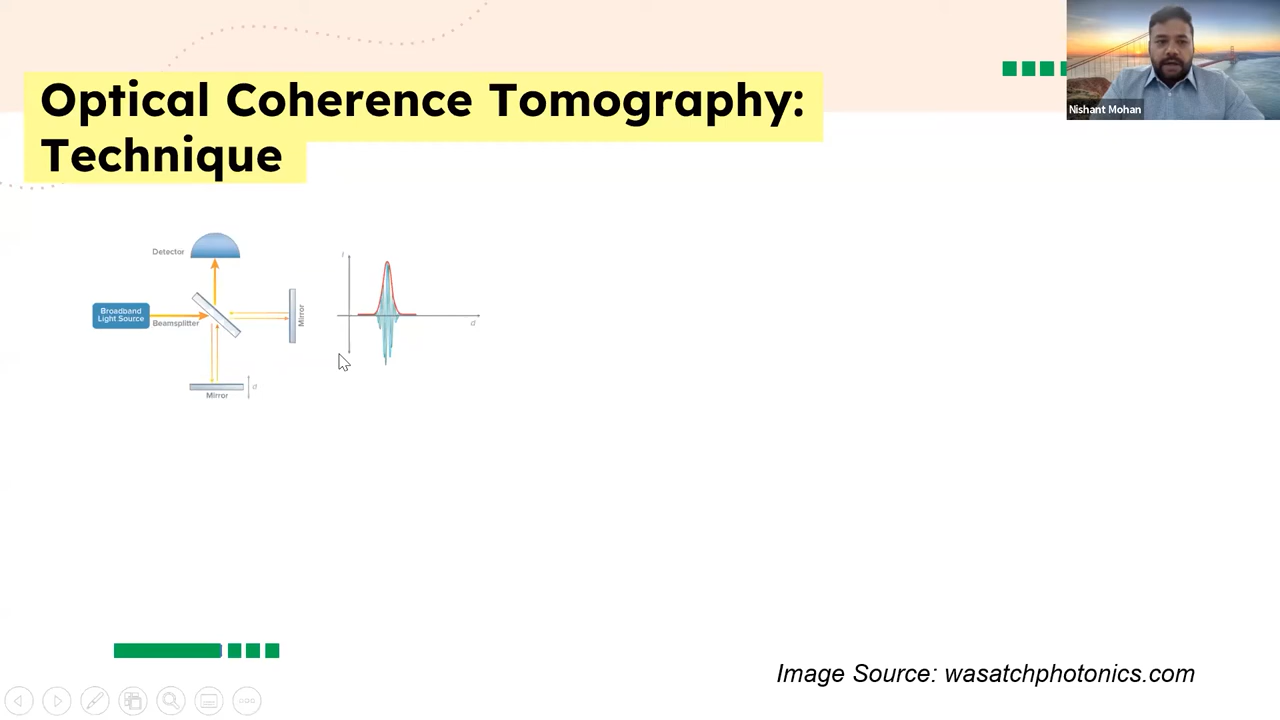 Nishant Mohan
Optical Coherence Tomography:
Technique
Detector
Broadband
Light Source
Beamsplitter
Mirror
d
Mirror
I
d
Image Source: wasatchphotonics.com